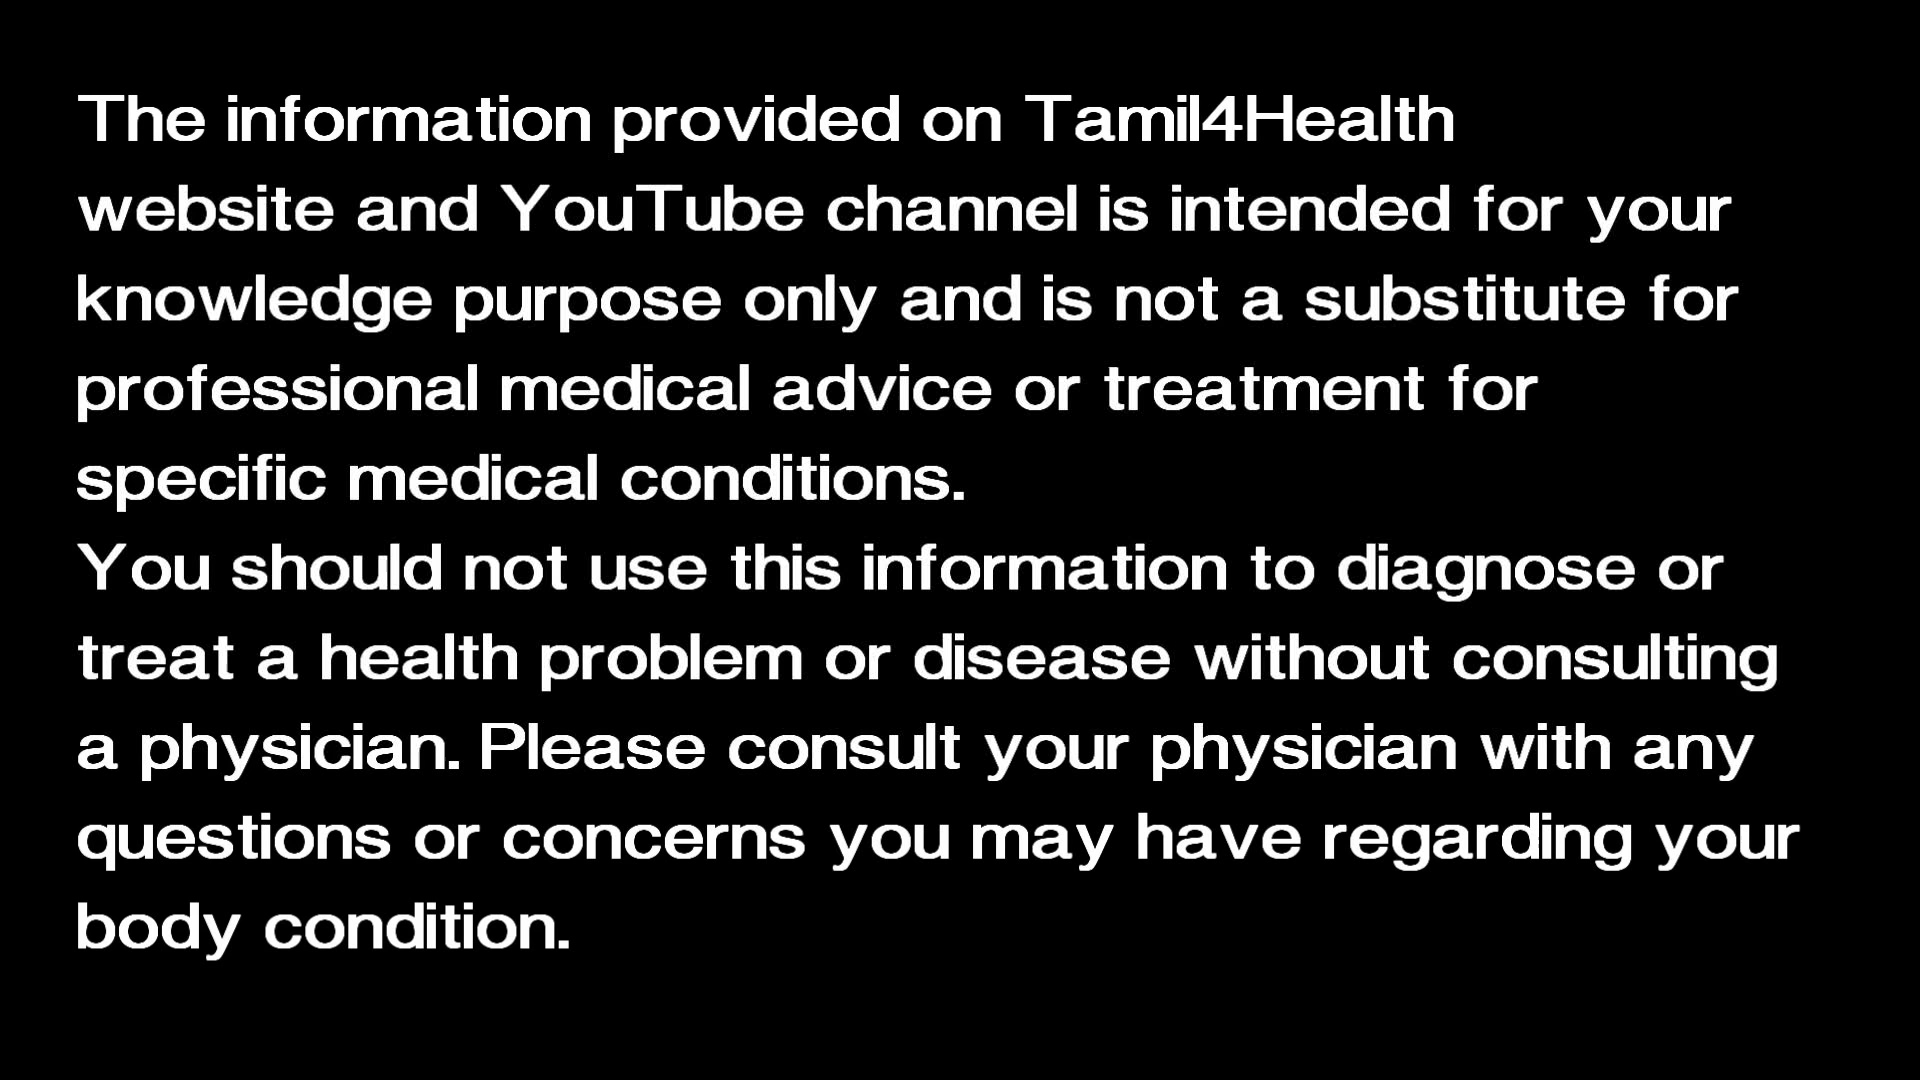 The information provided on Tamil4Health
website and YouTube channel is intended for your
knowledge purpose only and is not a substitute for
professional medical advice or treatment for
specific medical conditions.
You should not use this information to diagnose or
treat a health problem or disease without consulting
a physician. Please consult your physician with any
questions or concerns you may have regarding your
body condition.